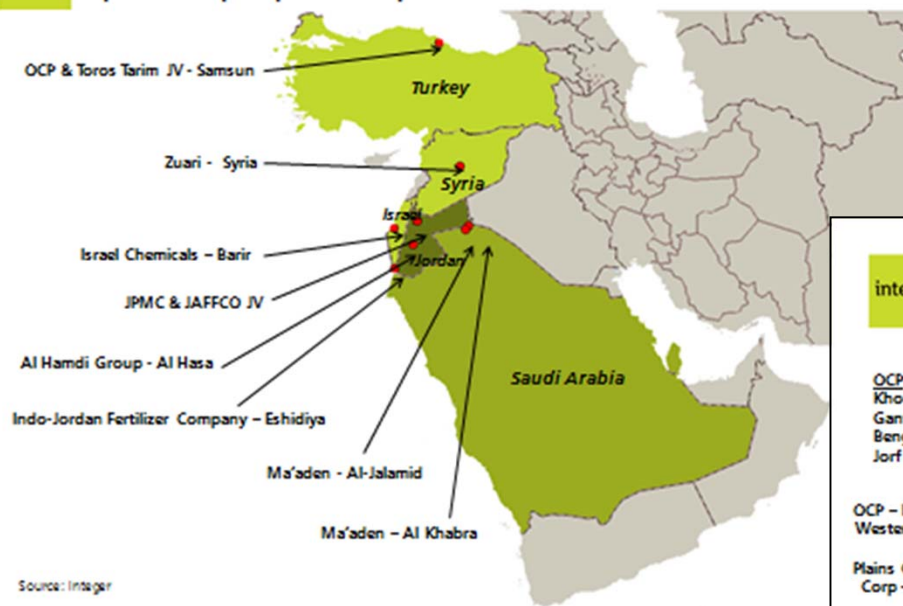 OCP & Toros Tarim JV - Samsun
Turkey
Zuari - Syria
Syria
Israel
Israel Chemicals – Barir
Jordan
JPMC & JAFFCO JV
Al Hamdi Group - Al Hasa
Saudi Arabia
Indo-Jordan Fertilizer Company – Eshidiya
Ma'aden - Al-Jalamid
Ma'aden – Al Khabra
Source: Integer
OCP
OCP –
Plains
Corp -